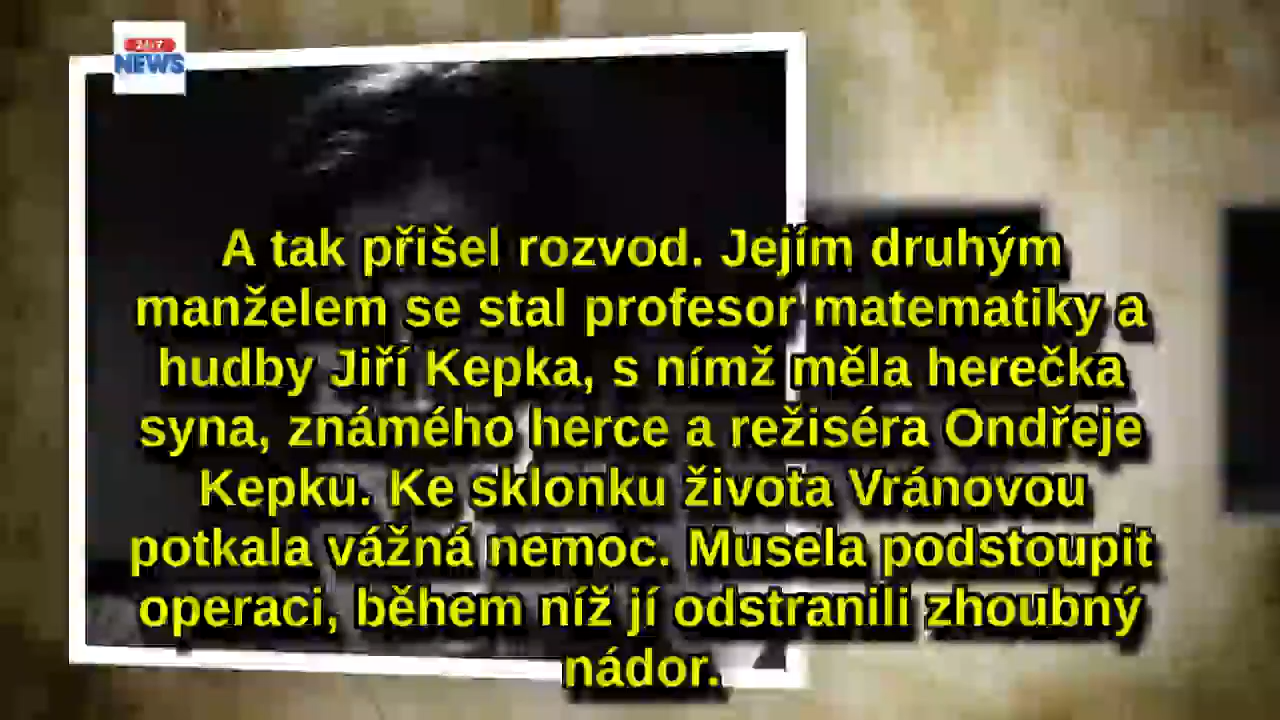 24/7
NEWS
A tak přišel rozvod. Jejím druhým
manželem se stal profesor matematiky a
hudby Jiří Kepka, s nímž měla herečka
syna, známého herce a režiséra Ondřeje
Kepku. Ke sklonku života Vránovou
potkala vážná nemoc. Musela podstoupit
operaci, během níž jí odstranili zhoubný
nádor.